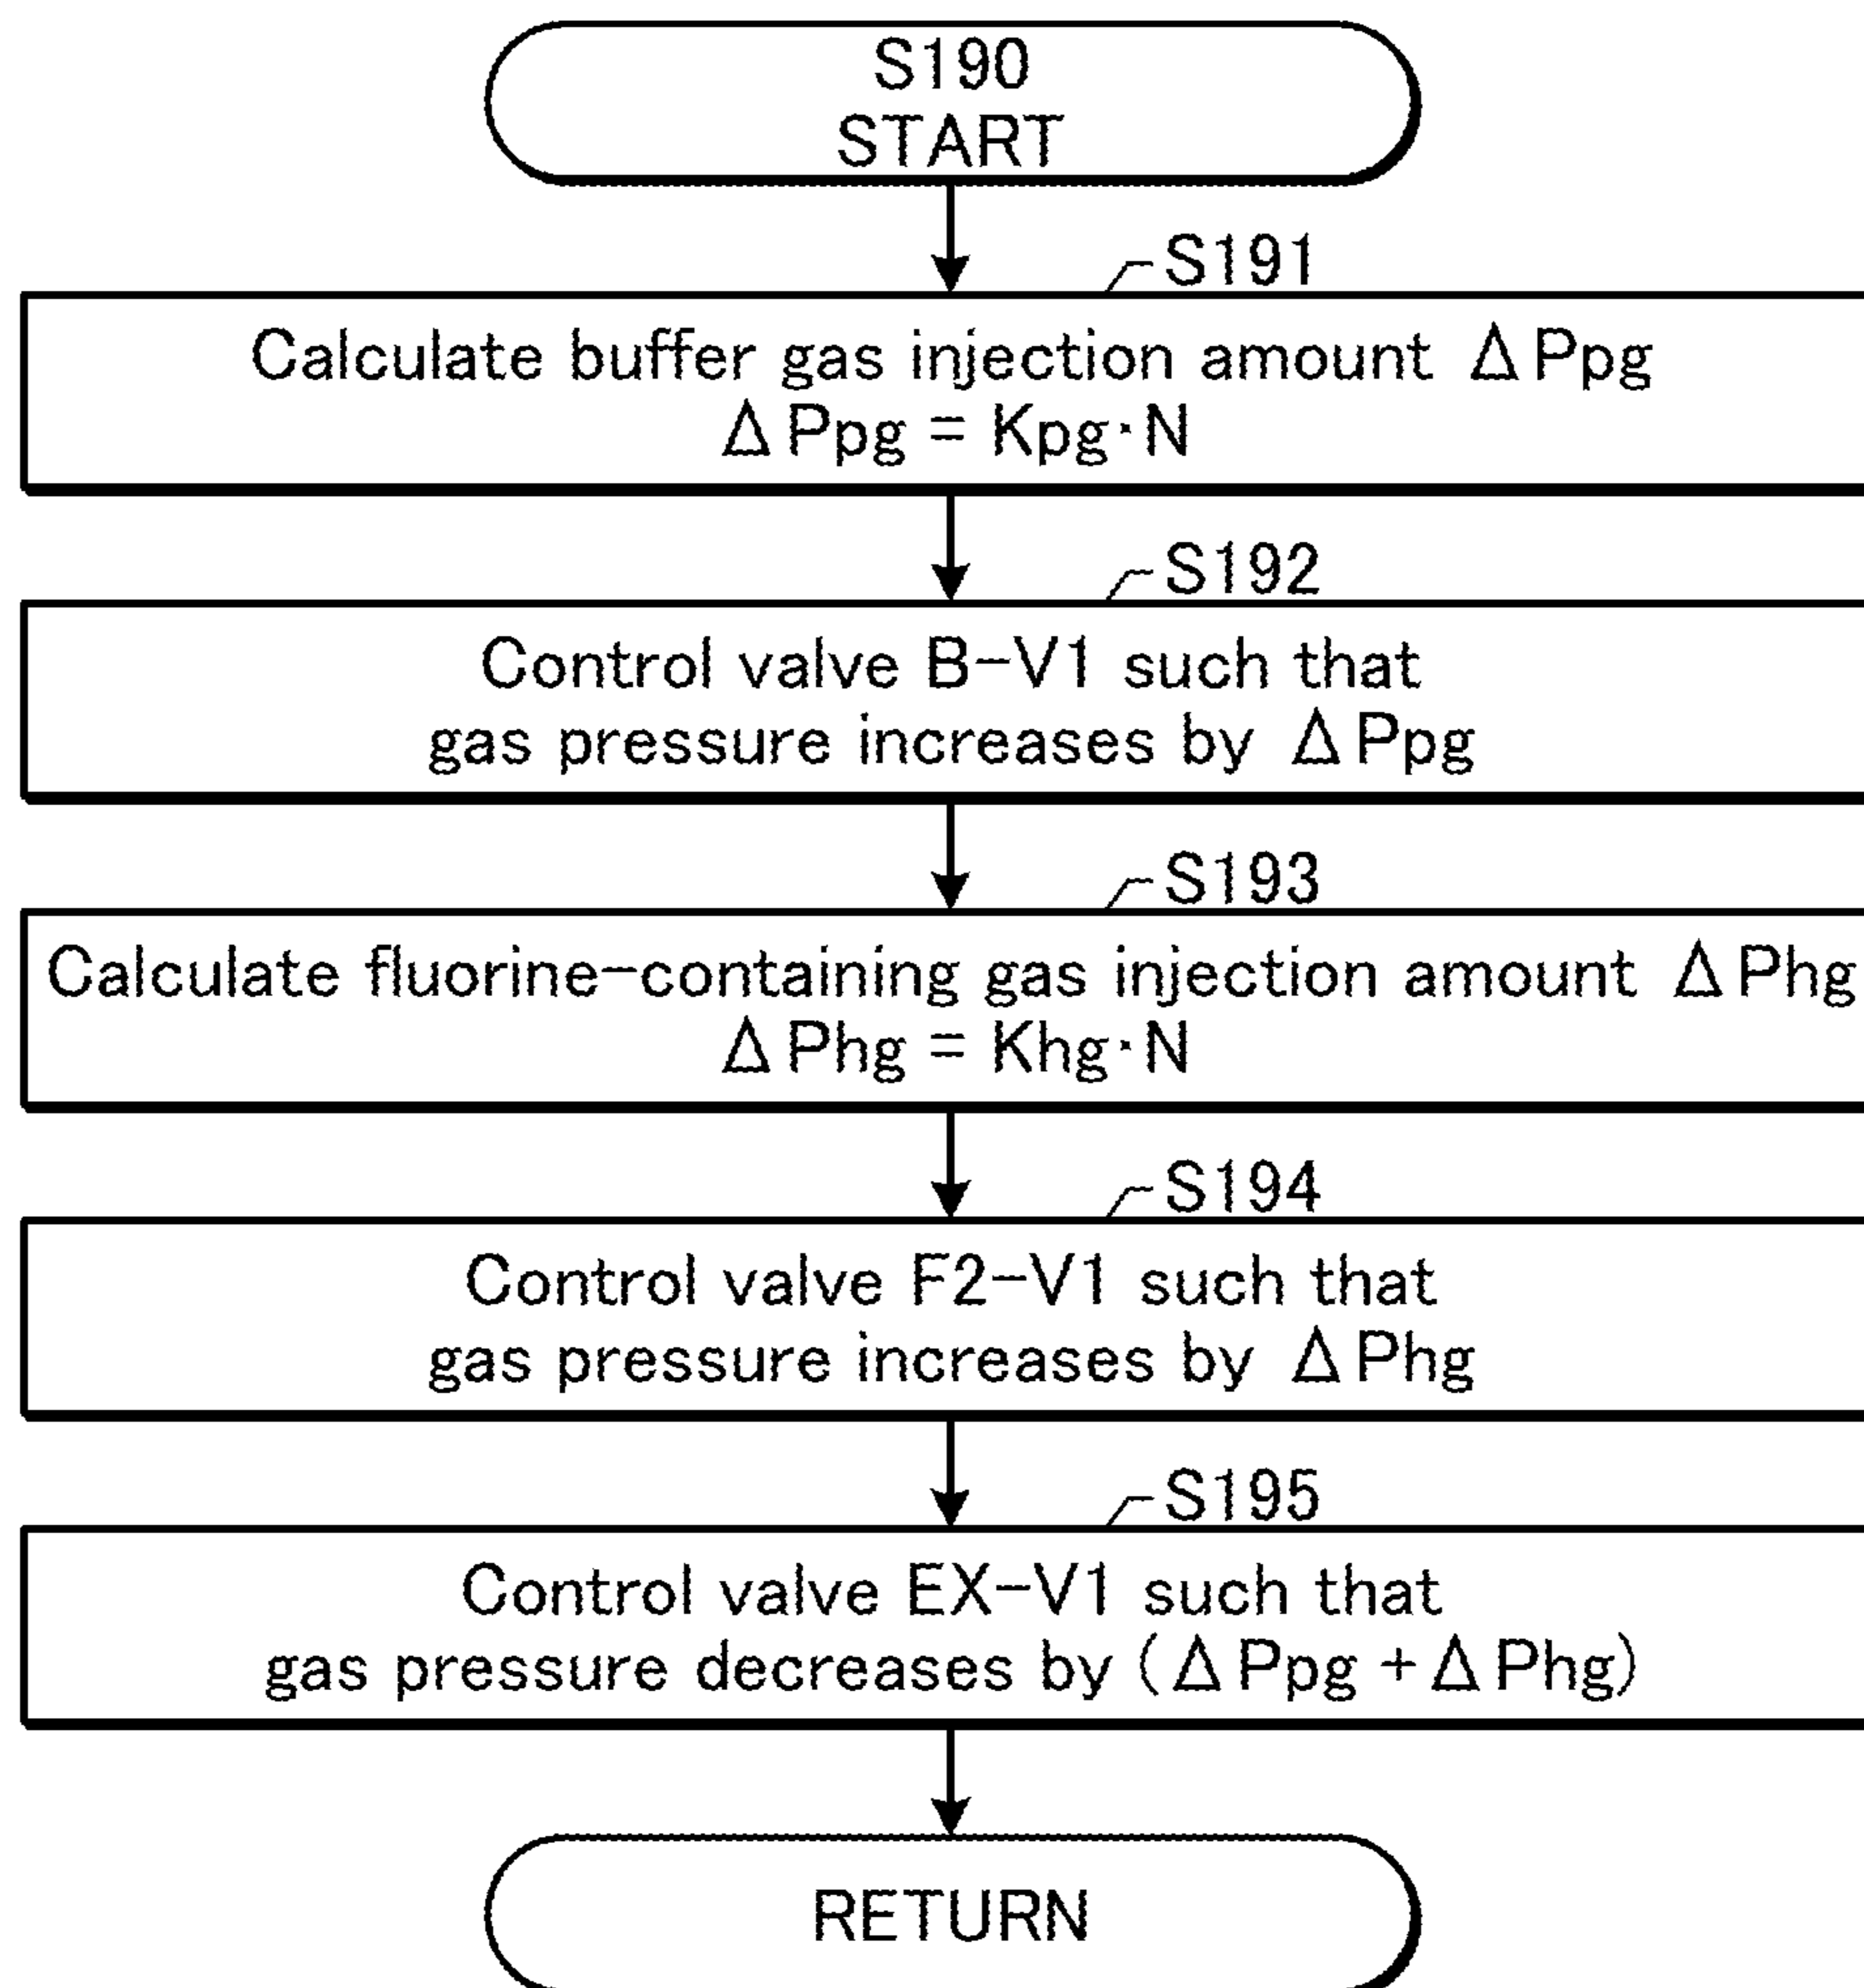 S190
START
S191
Calculate buffer gas injection amount ΔPpg
ΔPpg = Kpg·N
S192
Control valve B-V1 such that
gas pressure increases by ΔPpg
S193
Calculate fluorine-containing gas injection amount ΔPhg
ΔPhg = Khg·N
S194
Control valve F2-V1 such that
gas pressure increases by ΔPhg
S195
Control valve EX-V1 such that
gas pressure decreases by (ΔPpg + ΔPhg)
RETURN